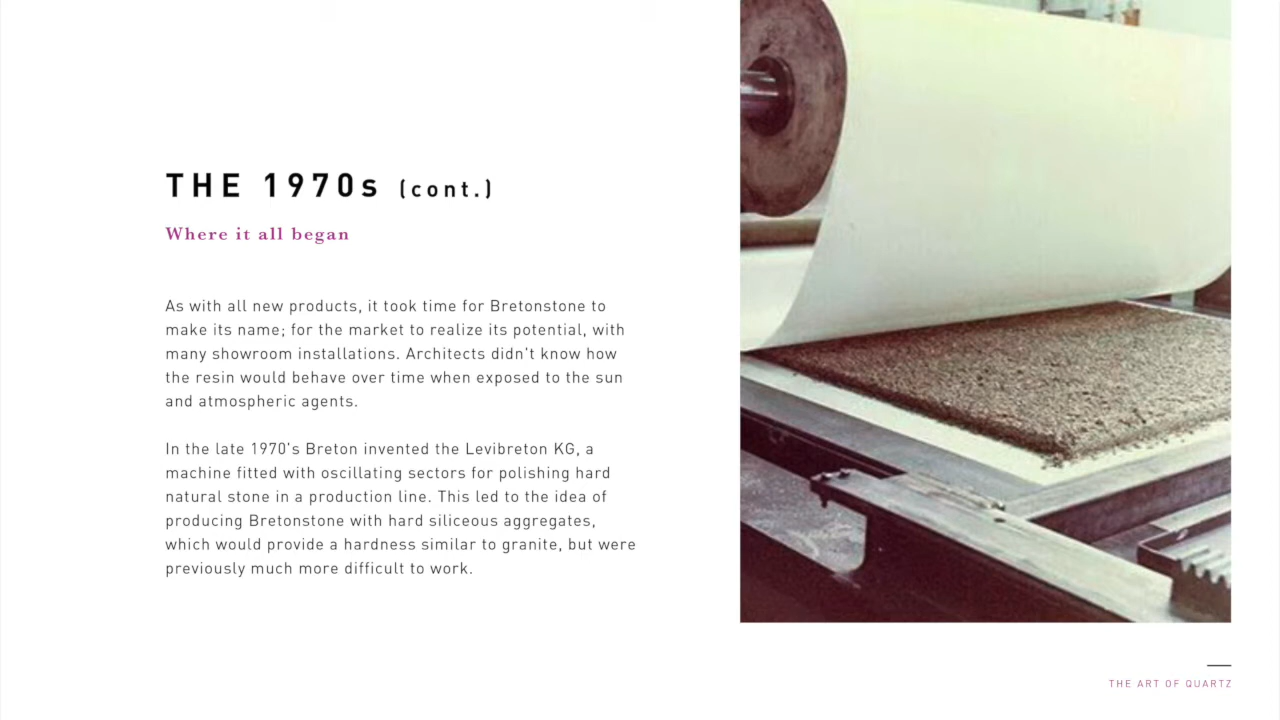 THE 1970s (cont.)
Where it all began
As with all new products, it took time for Bretonstone to
make its name; for the market to realize its potential, with
many showroom installations. Architects didn't know how
the resin would behave over time when exposed to the sun
and atmospheric agents.
In the late 1970's Breton invented the Levibreton KG, a
machine fitted with oscillating sectors for polishing hard
natural stone in a production line. This led to the idea of
producing Bretonstone with hard siliceous aggregates,
which would provide a hardness similar to granite, but were
previously much more difficult to work.
THE ART OF QUARTZ